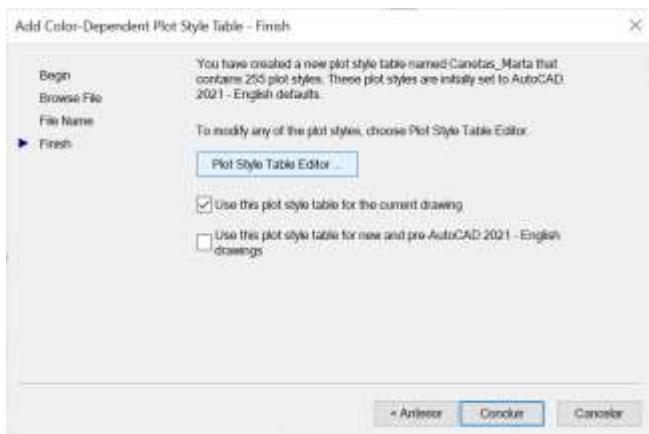 Add Color-Dependent Plot Style Table - Finish
Begin
Browse File
File Name
Finish
You have created a new plot style table named Canetas_Marta that
contains 255 plot styles. These plot styles are initially set to AutoCAD
2021 - English defaults.
To modify any of the plot styles, choose Plot Style Table Editor.
Plot Style Table Editor ...
Use this plot style table for the current drawing
Use this plot style table for new and pre-AutoCAD 2021 - English
drawings
< Anterior
Concluir
Cancelar